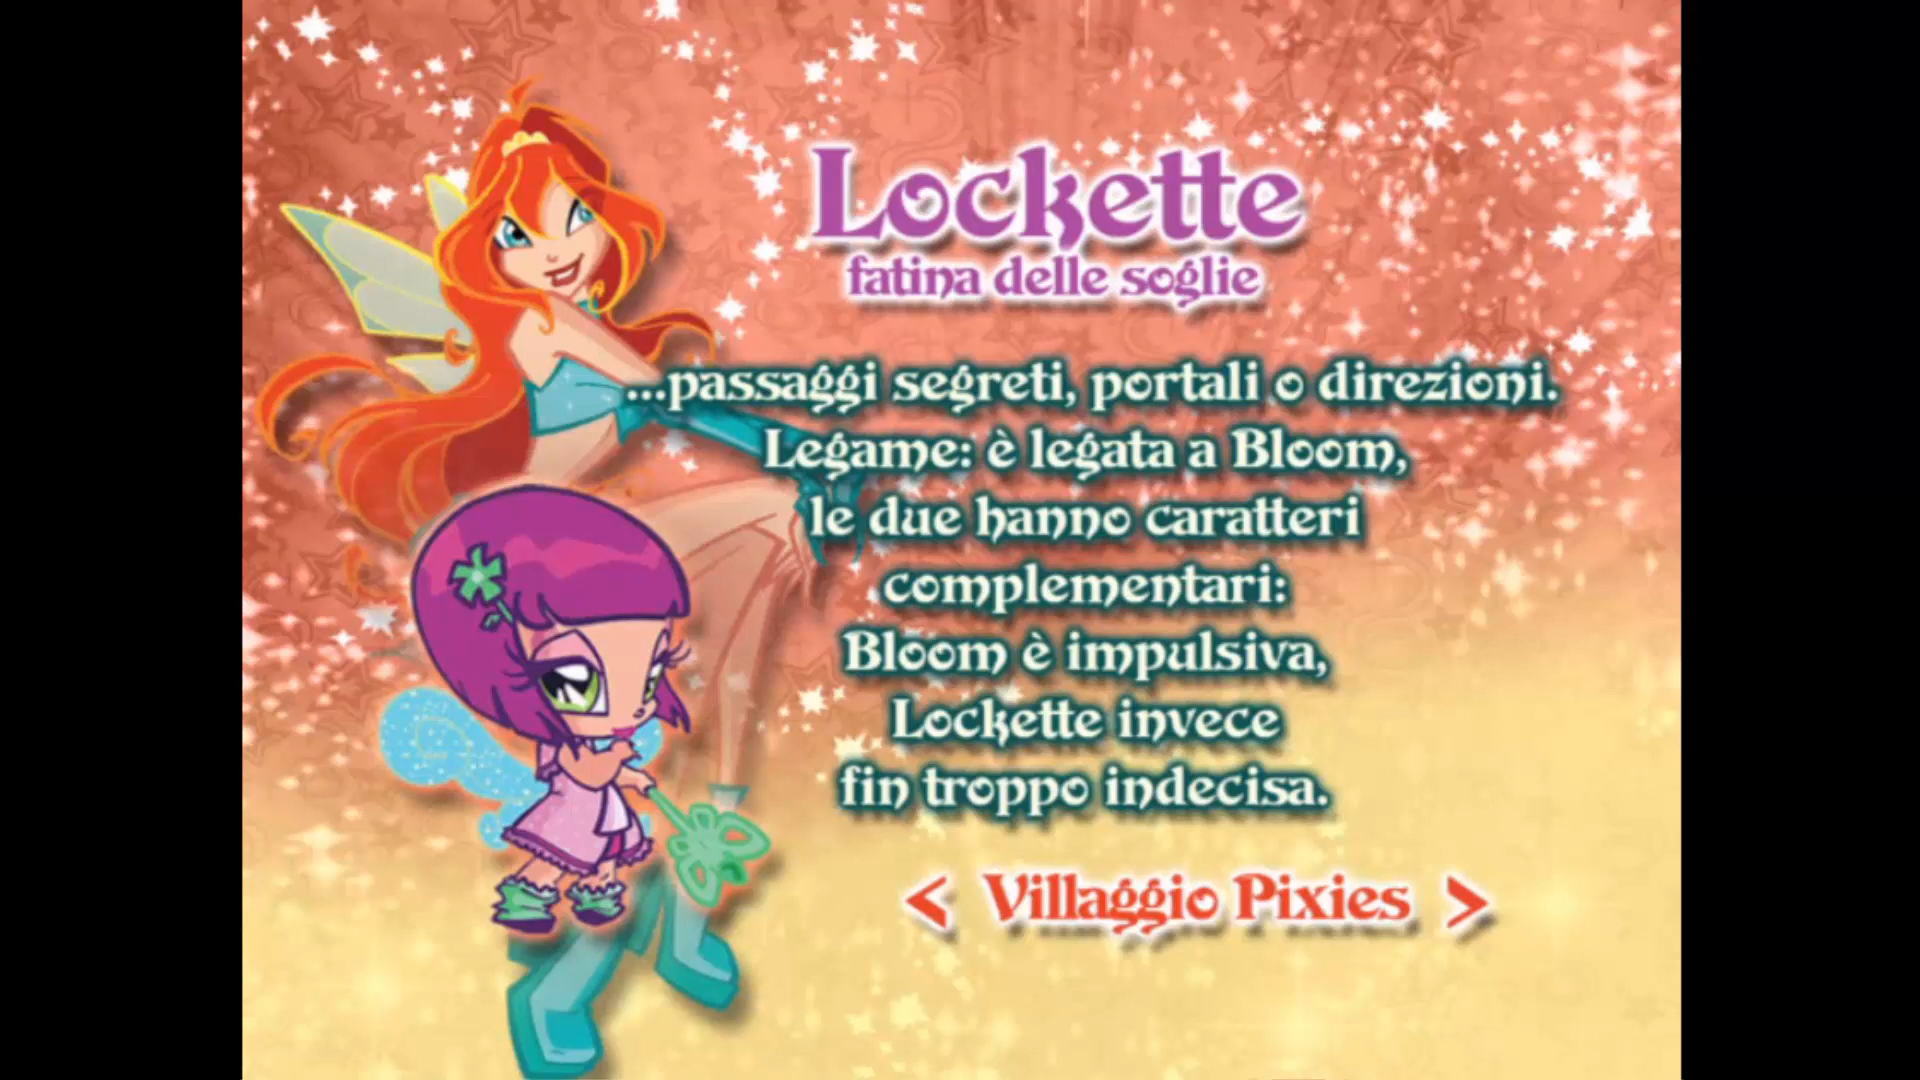 Lockette
fatina delle soglie
...passaggi segreti, portali o direzioni.
Legame: è legata a Bloom,
le due hanno caratteri
complementari:
Bloom è impulsiva,
Lockette invece
fin troppo indecisa.
< Villaggio Pixies >